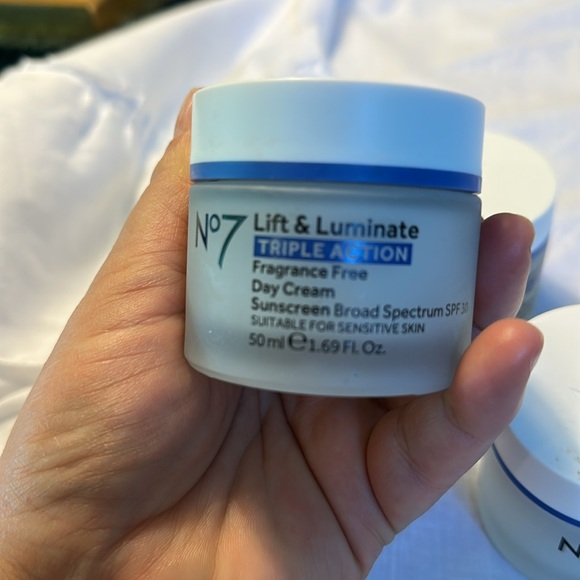 No7
Lift & Luminate
TRIPLE ACTION
Fragrance Free
Day Cream
Sunscreen Broad Spectrum SPF 30
SUITABLE FOR SENSITIVE SKIN
50 ml e 1.69 FL. Oz.
N